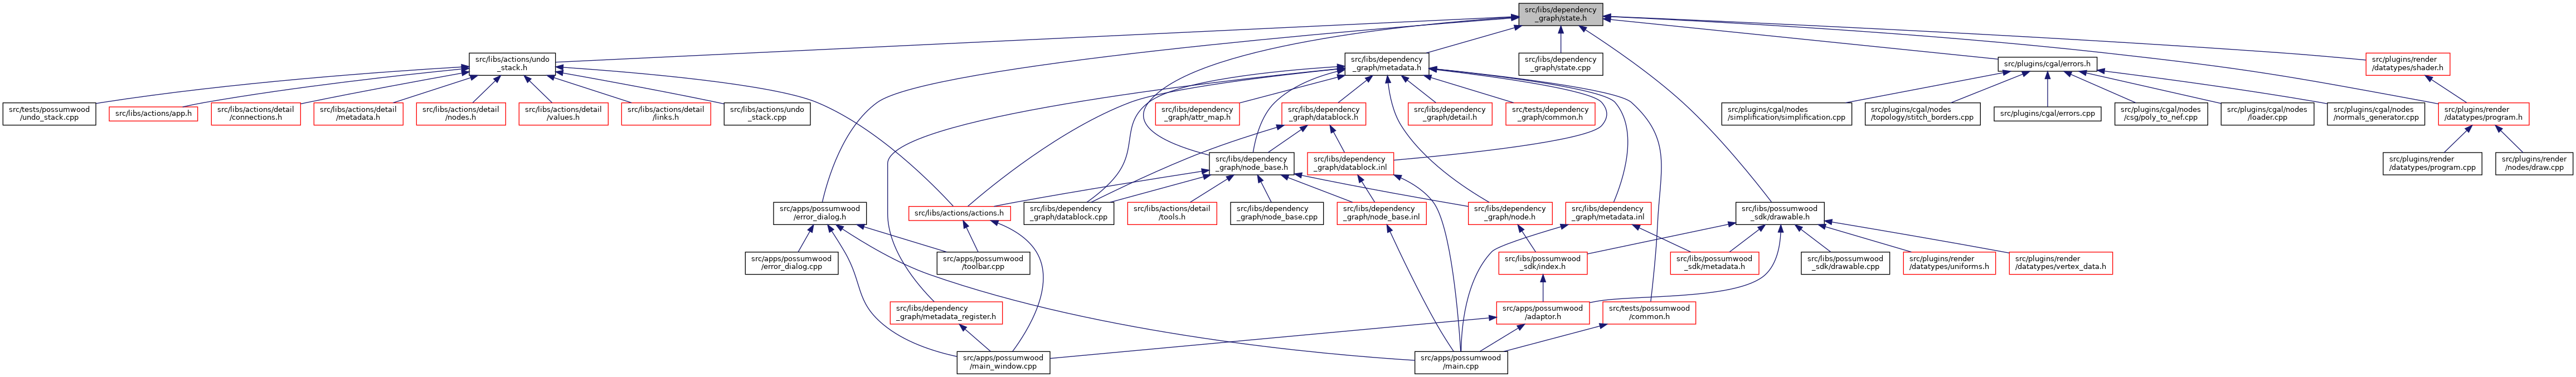 src/libs/dependency
_graph/state.h
src/libs/actions/undo
_stack.h
src/libs/dependency
_graph/metadata.h
src/libs/dependency
_graph/state.cpp
src/plugins/cgal/errors.h
src/plugins/render
/datatypes/shader.h
src/tests/possumwood
/undo_stack.cpp
src/libs/actions/app.h
src/libs/actions/detail
/connections.h
src/libs/actions/detail
/metadata.h
src/libs/actions/detail
/nodes.h
src/libs/actions/detail
/values.h
src/libs/actions/detail
/links.h
src/libs/actions/undo
_stack.cpp
src/libs/dependency
_graph/attr_map.h
src/libs/dependency
_graph/datablock.h
src/libs/dependency
_graph/detail.h
src/tests/dependency
_graph/common.h
src/plugins/cgal/nodes
/simplification/simplification.cpp
src/plugins/cgal/nodes
/topology/stitch_borders.cpp
src/plugins/cgal/errors.cpp
src/plugins/cgal/nodes
/csg/poly_to_nef.cpp
src/plugins/cgal/nodes
/loader.cpp
src/plugins/cgal/nodes
/normals_generator.cpp
src/plugins/render
/datatypes/program.h
src/libs/dependency
_graph/node_base.h
src/libs/dependency
_graph/datablock.inl
src/plugins/render
/datatypes/program.cpp
src/plugins/render
/nodes/draw.cpp
src/apps/possumwood
/error_dialog.h
src/libs/actions/actions.h
src/libs/dependency
_graph/datablock.cpp
src/libs/actions/detail
/tools.h
src/libs/dependency
_graph/node_base.cpp
src/libs/dependency
_graph/node_base.inl
src/libs/dependency
_graph/node.h
src/libs/dependency
_graph/metadata.inl
src/libs/possumwood
_sdk/drawable.h
src/apps/possumwood
/error_dialog.cpp
src/apps/possumwood
/toolbar.cpp
src/libs/possumwood
_sdk/index.h
src/libs/possumwood
_sdk/metadata.h
src/libs/possumwood
_sdk/drawable.cpp
src/plugins/render
/datatypes/uniforms.h
src/plugins/render
/datatypes/vertex_data.h
src/libs/dependency
_graph/metadata_register.h
src/apps/possumwood
/adaptor.h
src/tests/possumwood
/common.h
src/apps/possumwood
/main_window.cpp
src/apps/possumwood
/main.cpp